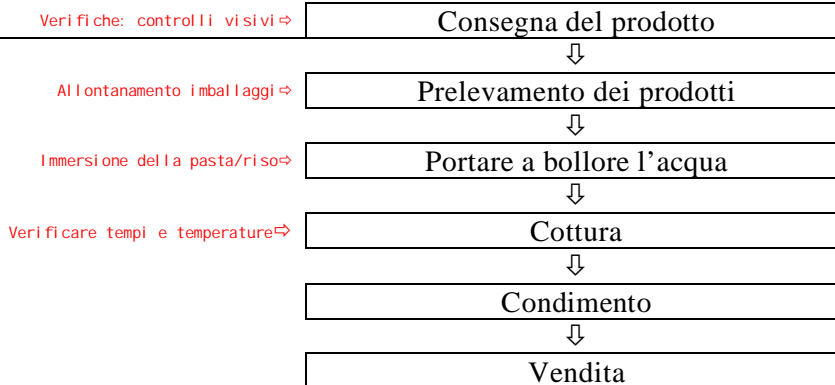 Verifiche: controlli visivi⇨ Consegna del prodotto
⇩
Allontanamento imballaggi⇨ Prelevamento dei prodotti
⇩
Immersione della pasta/riso⇨ Portare a bollore l’acqua
⇩
Verificare tempi e temperature⇨ Cottura
⇩
Condimento
⇩
Vendita